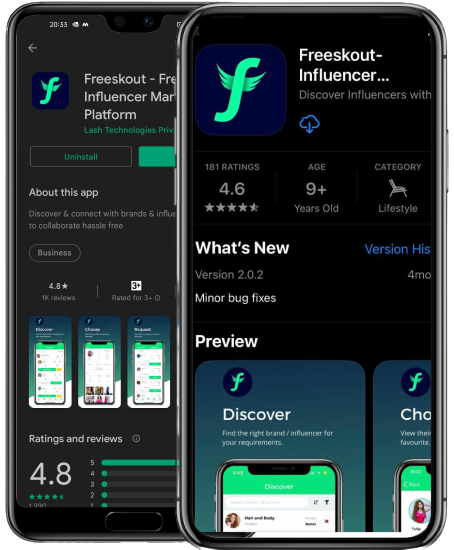 20:33
Freeskout - Fre
Influencer Mar
Platform
Lash Technologies Priv
Uninstall
About this app
Discover & connect with brands & influe
to collaborate hassle free
Business
4.8★
1K reviews
3+
Rated for 3+
Discover
Choose
Request
Ratings and reviews
4.8
5
4
3
2
1
1,990
Freeskout-
Influencer...
Discover Influencers with
181 RATINGS
4.6
AGE
9+
Years Old
CATEGORY
Lifestyle
What's New
Version His
Version 2.0.2
4mo
Minor bug fixes
Preview
Discover
Find the right brand / influencer for
your requirements.
Discover
Hair and Body
Cho
View thei
favourite.
Back
Tulip